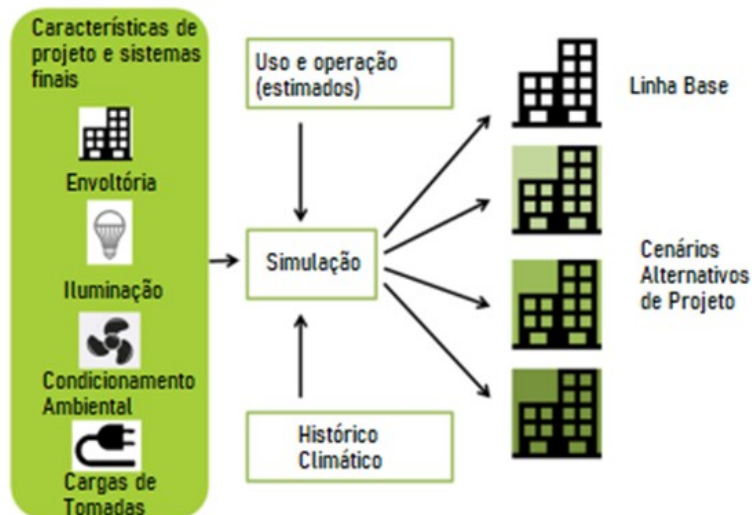 Características de
projeto e sistemas
finais
Envoltória
Iluminação
Condicionamento
Ambiental
Cargas de
Tomadas
Uso e operação
(estimados)
Simulação
Histórico
Climático
Linha Base
Cenários
Alternativos
de Projeto